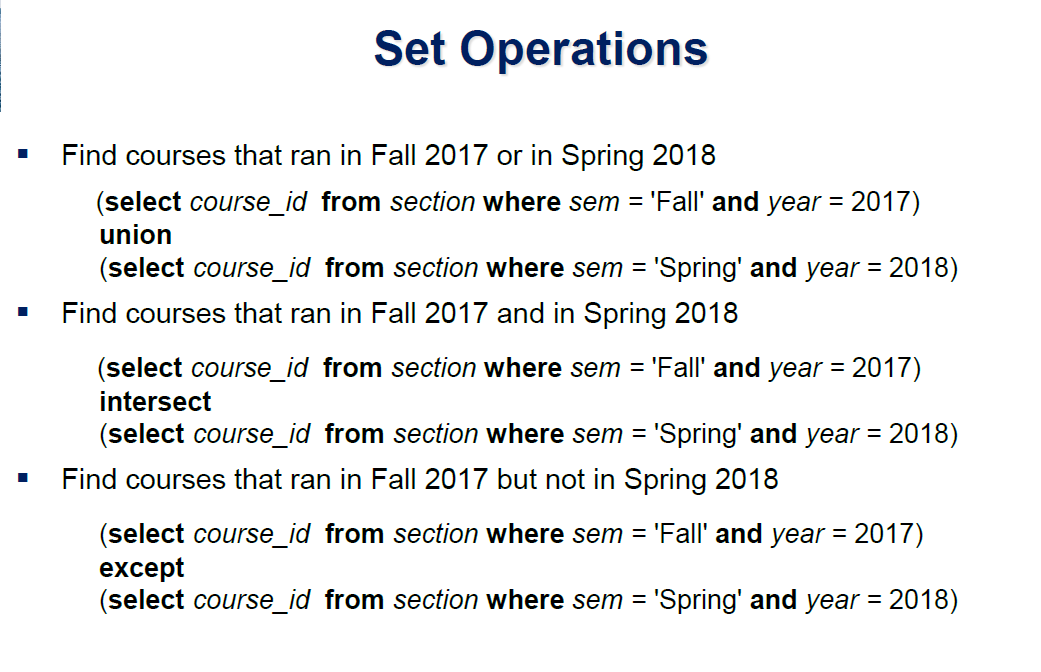 Set Operations
▪ Find courses that ran in Fall 2017 or in Spring 2018
(select course_id from section where sem = 'Fall' and year = 2017)
union
(select course_id from section where sem = 'Spring' and year = 2018)
▪ Find courses that ran in Fall 2017 and in Spring 2018
(select course_id from section where sem = 'Fall' and year = 2017)
intersect
(select course_id from section where sem = 'Spring' and year = 2018)
▪ Find courses that ran in Fall 2017 but not in Spring 2018
(select course_id from section where sem = 'Fall' and year = 2017)
except
(select course_id from section where sem = 'Spring' and year = 2018)